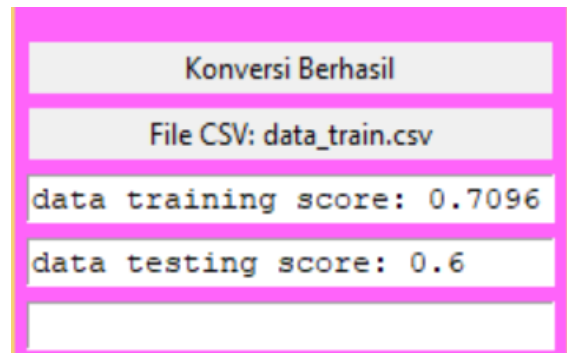 Konversi Berhasil
File CSV: data_train.csv
data training score: 0.7096
data testing score: 0.6